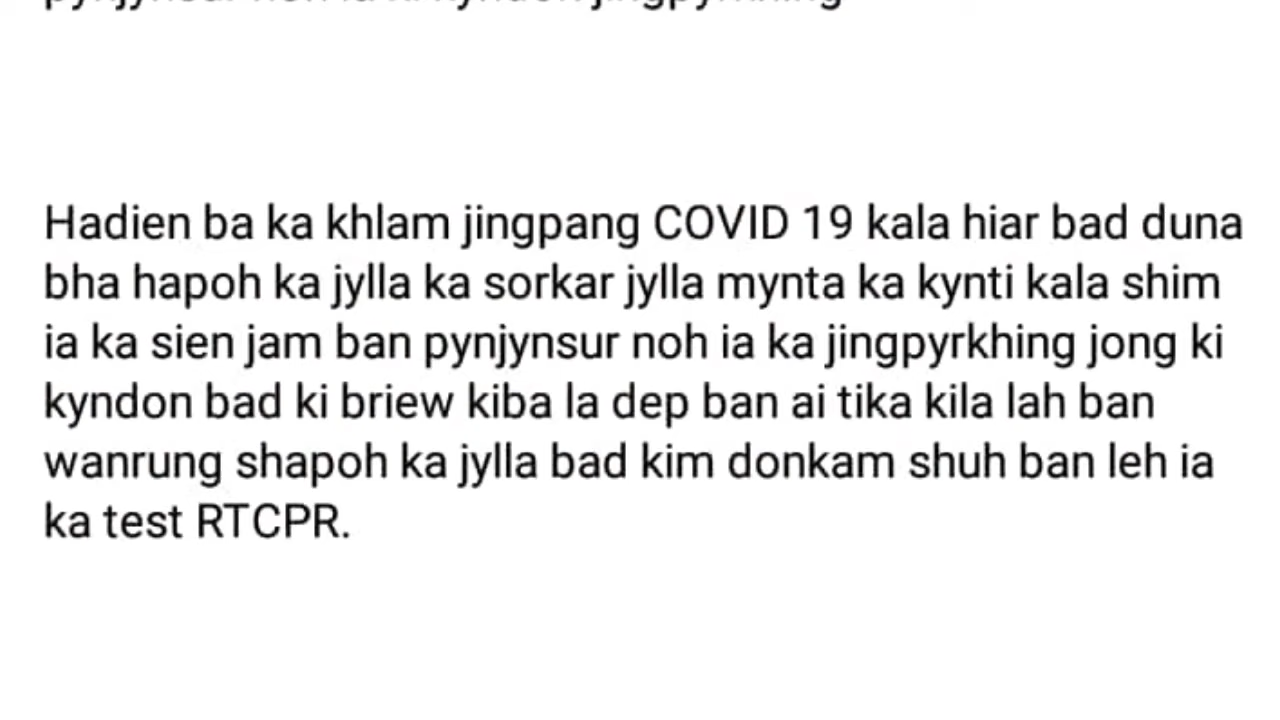 Hadien ba ka khlam jingpang COVID 19 kala hiar bad duna
bha hapoh ka jylla ka sorkar jylla mynta ka kynti kala shim
ia ka sien jam ban pynjynsur noh ia ka jingpyrkhing jong ki
kyndon bad ki briew kiba la dep ban ai tika kila lah ban
wanrung shapoh ka jylla bad kim donkam shuh ban leh ia
ka test RTCPR.